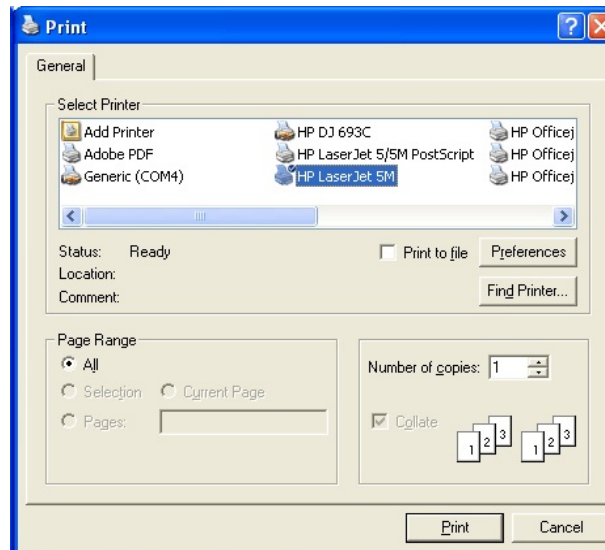 Print
General
Select Printer
Add Printer
HP DJ 693C
HP Officej
Adobe PDF
HP LaserJet 5/5M PostScript
HP Officej
Generic (COM4)
HP LaserJet 5M
HP Officej
Status: Ready
Print to file
Preferences
Location:
Comment:
Find Printer...
Page Range
All
Selection
Current Page
Pages:
Number of copies: 1
Collate
1 2 3 1 2 3
Print
Cancel